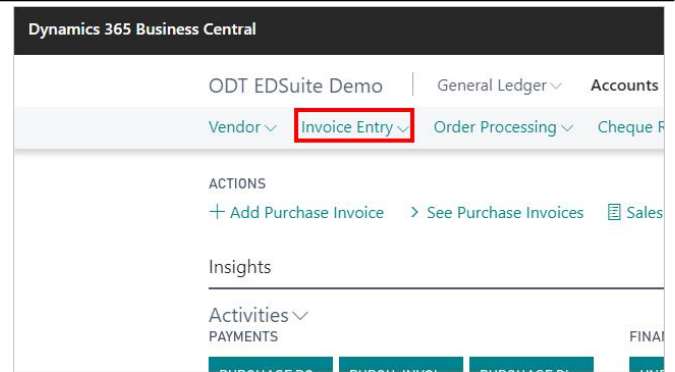 Dynamics 365 Business Central
ODT EDSuite Demo General Ledger Accounts
Vendor Invoice Entry Order Processing Cheque R
ACTIONS
+ Add Purchase Invoice > See Purchase Invoices Sales
Insights
Activities
PAYMENTS FINA